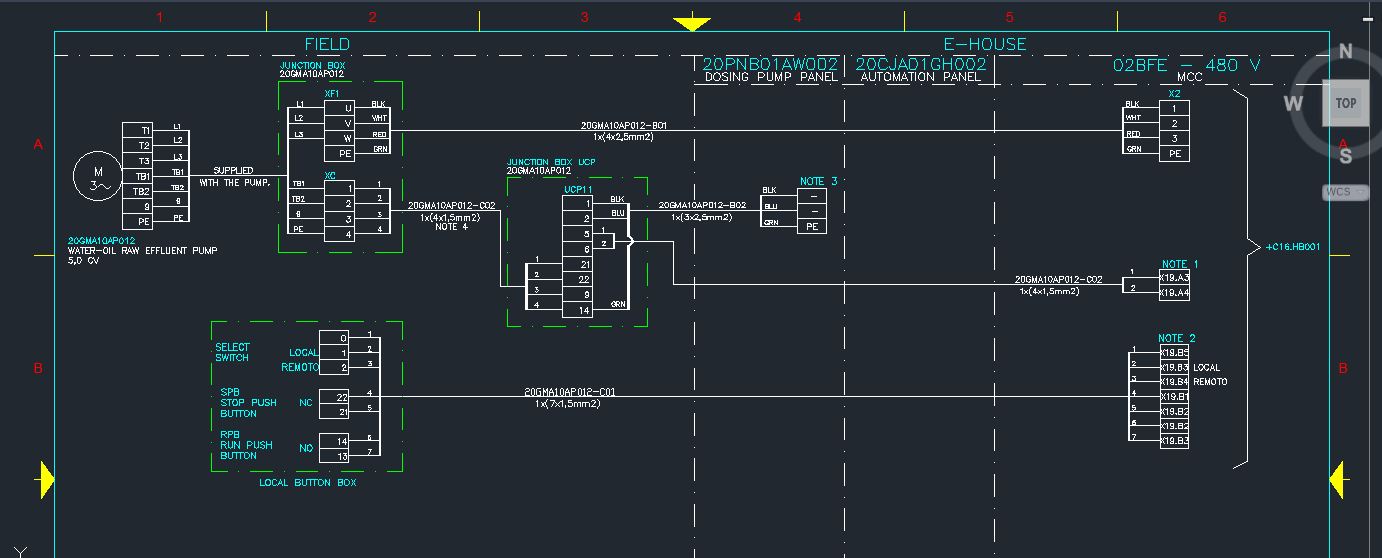 1
2
3
4
5
6
FIELD
E-HOUSE
20PNB01AW002
DOSING PUMP PANEL
20CJAD1GH002
AUTOMATION PANEL
02BFE - 480 V
MCC
N
W
TOP
S
WCS
A
A
B
B
M
3~
T1
T2
T3
TB1
TB2
9
PE
L1
L2
L3
TB1
TB2
9
PE
SUPPLIED
WITH THE PUMP.
20GMA10AP012
WATER-OIL RAW EFFLUENT PUMP
5,0 CV
JUNCTION BOX
20GMA10AP012
XF1
L1
L2
L3
U
V
W
PE
BLK
WHT
RED
GRN
XC
TB1
TB2
9
PE
1
2
3
4
1
2
3
4
20GMA10AP012-B01
1x(4x2,5mm2)
20GMA10AP012-C02
1x(4x1,5mm2)
NOTE 4
JUNCTION BOX UCP
20GMA10AP012
UCP11
1
2
5
6
21
22
9
14
BLK
BLU
1
2
GRN
1
2
3
4
20GMA10AP012-B02
1x(3x2,5mm2)
NOTE 3
BLK
BLU
GRN
-
-
PE
X2
BLK
WHT
RED
GRN
1
2
3
PE
+C16.HB001
20GMA10AP012-C02
1x(4x1,5mm2)
NOTE 1
1
2
X19.A3
X19.A4
SELECT
SWITCH
LOCAL
REMOTO
0
1
2
1
2
3
SPB
STOP PUSH
BUTTON
NC
22
21
4
5
RPB
RUN PUSH
BUTTON
NO
14
13
6
7
LOCAL BUTTON BOX
20GMA10AP012-C01
1x(7x1,5mm2)
NOTE 2
1
2
3
4
5
6
7
X19.B5
X19.B3 LOCAL
X19.B4 REMOTO
X19.B1
X19.B2
X19.B2
X19.B3
Y